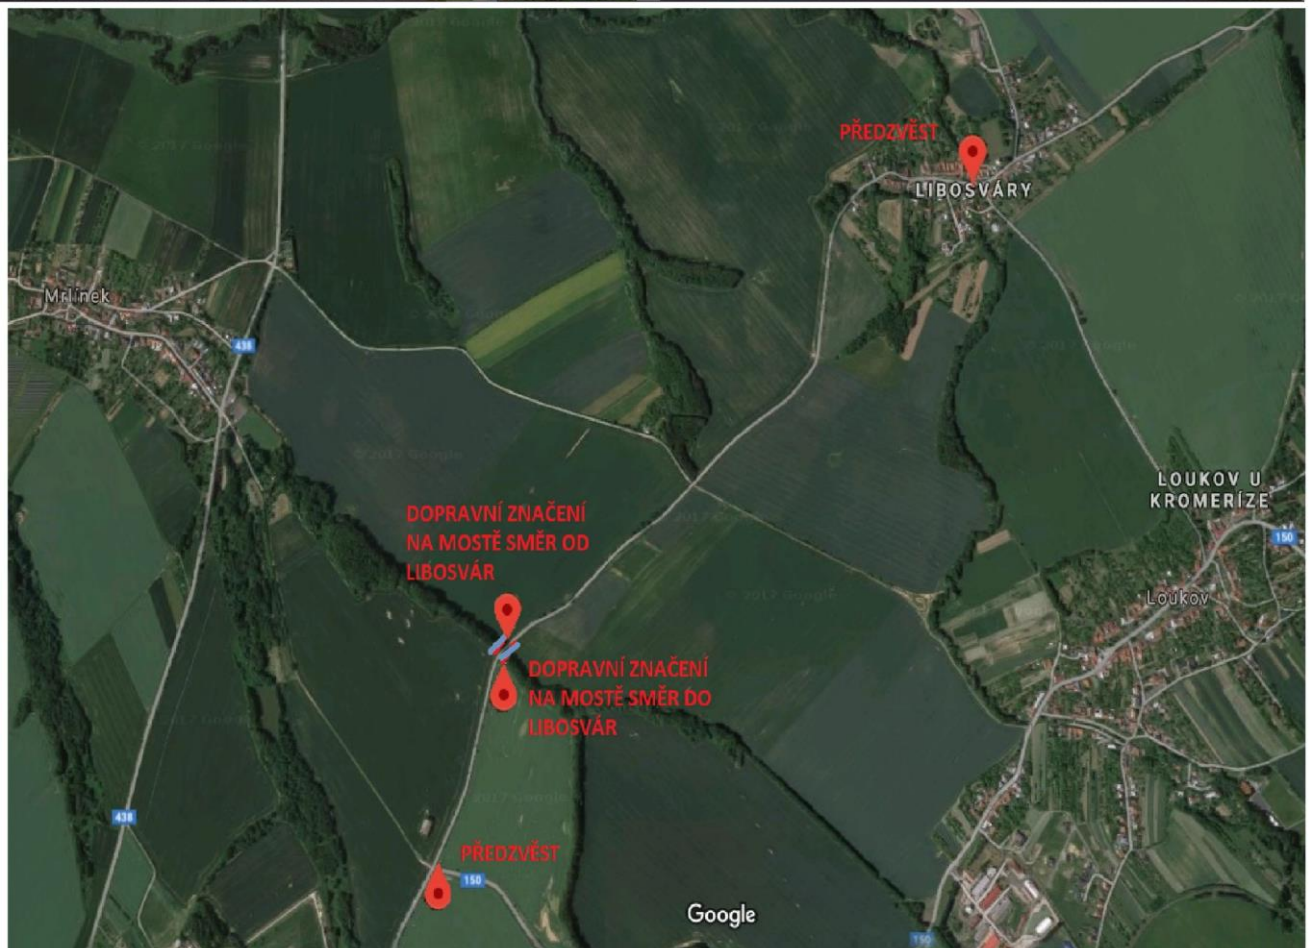 PŘEDZVĚST
LIBOSVÁRY
Mrlínek
438
LOUKOV U
KROMERÍZE
150
DOPRAVNÍ ZNAČENÍ
NA MOSTĚ SMĚR OD
LIBOSVÁR
Loukov
DOPRAVNÍ ZNAČENÍ
NA MOSTĚ SMĚR DO
LIBOSVÁR
438
PŘEDZVĚST
150
Google
150